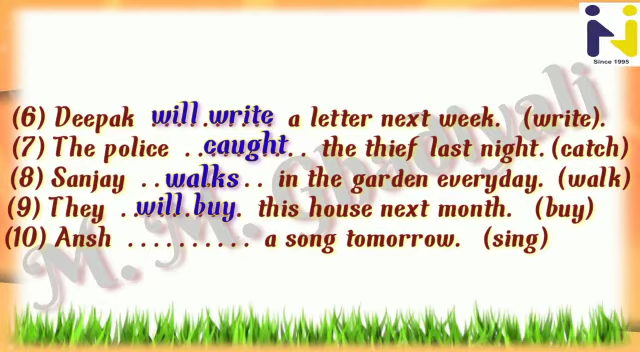 Since 1995
(6) Deepak will write a letter next week. (write).
(7) The police ..caught.. the thief last night. (catch)
(8) Sanjay ..walks.. in the garden everyday. (walk)
(9) They ..will buy. this house next month. (buy)
(10) Ansh .......... a song tomorrow. (sing)